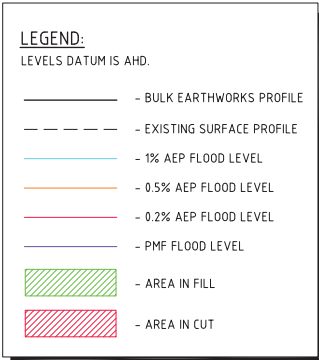 LEGEND:
LEVELS DATUM IS AHD.
- BULK EARTHWORKS PROFILE
- EXISTING SURFACE PROFILE
- 1% AEP FLOOD LEVEL
- 0.5% AEP FLOOD LEVEL
- 0.2% AEP FLOOD LEVEL
- PMF FLOOD LEVEL
- AREA IN FILL
- AREA IN CUT